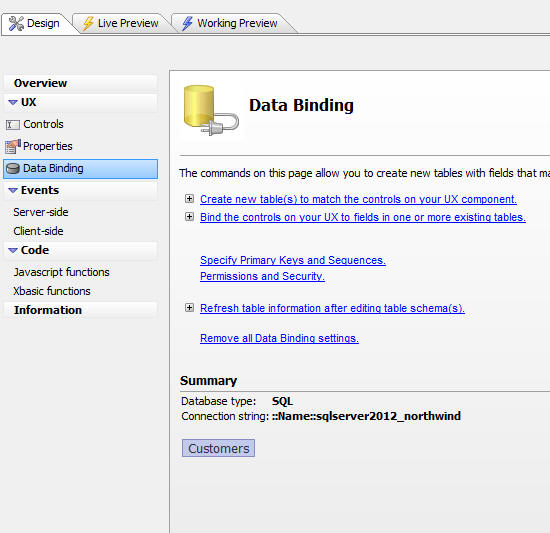 Design
Live Preview
Working Preview
Overview
UX
Controls
Properties
Data Binding
Events
Server-side
Client-side
Code
Javascript functions
Xbasic functions
Information
Data Binding
The commands on this page allow you to create new tables with fields that
Create new table(s) to match the controls on your UX component.
Bind the controls on your UX to fields in one or more existing tables.
Specify Primary Keys and Sequences.
Permissions and Security.
Refresh table information after editing table schema(s).
Remove all Data Binding settings.
Summary
Database type: SQL
Connection string: ::Name::sqlserver2012_northwind
Customers